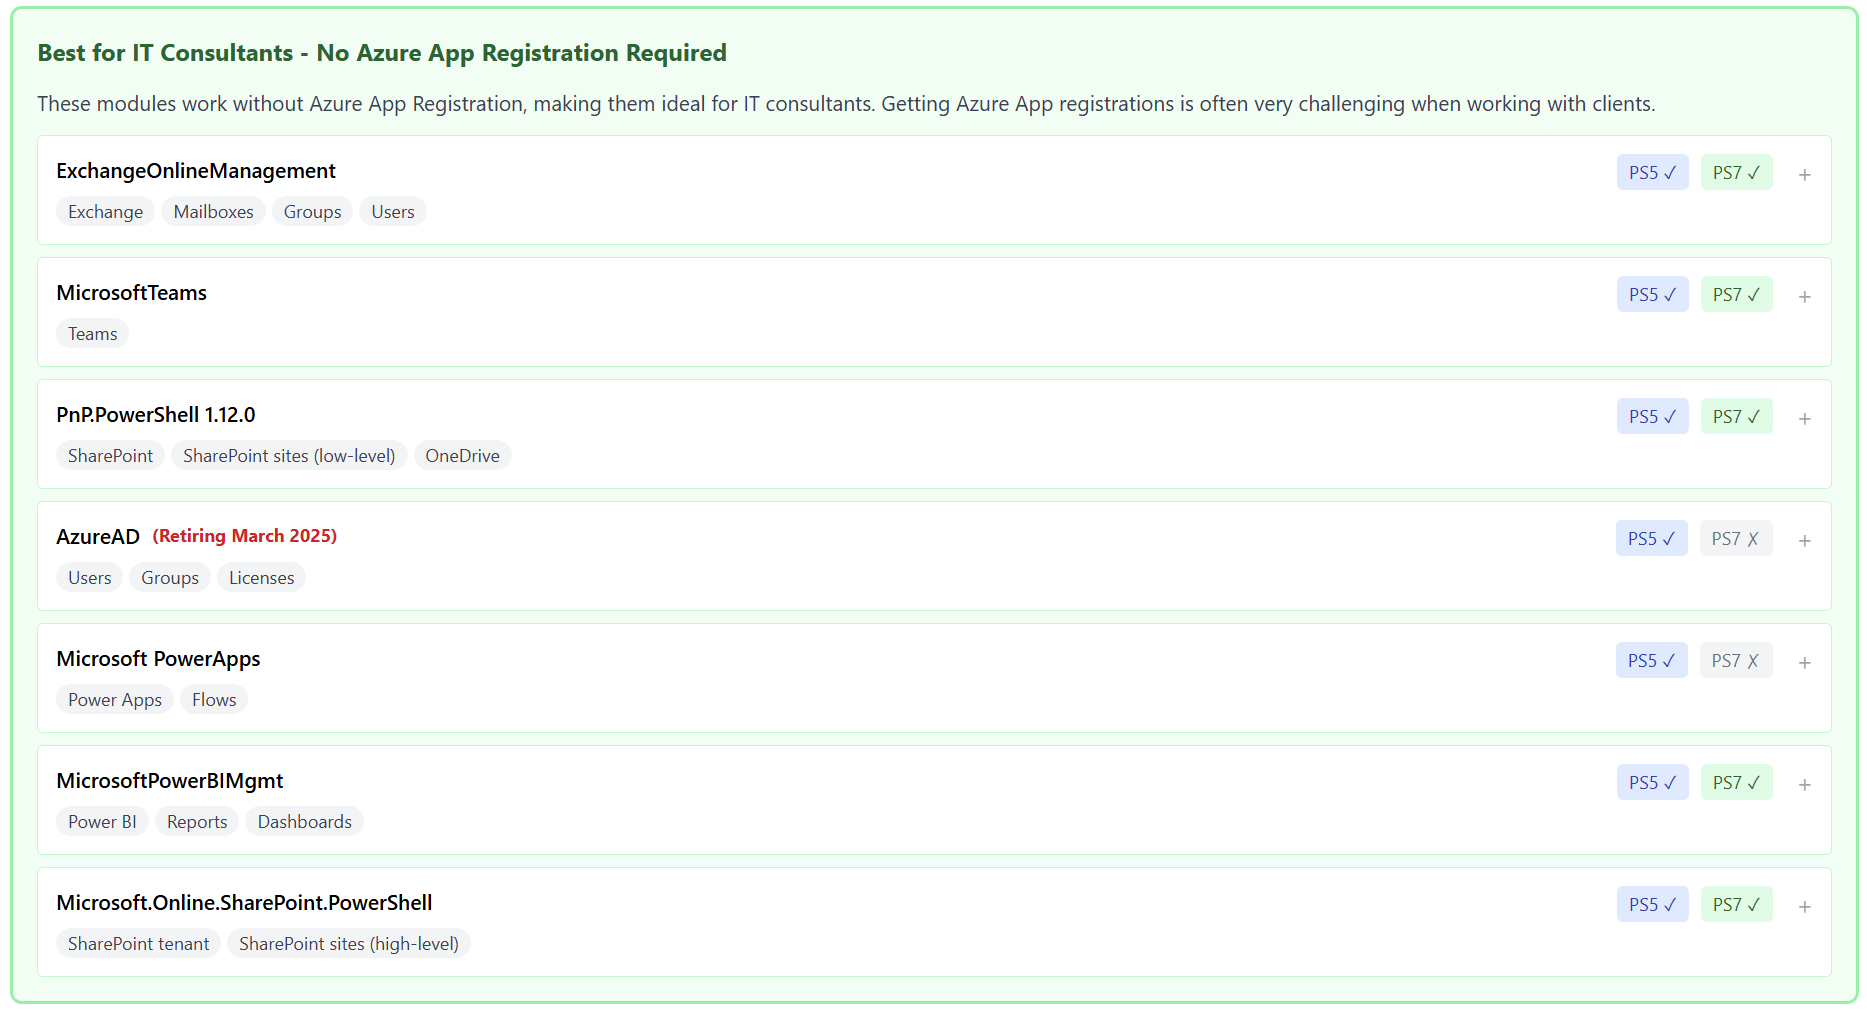 Best for IT Consultants - No Azure App Registration Required
These modules work without Azure App Registration, making them ideal for IT consultants. Getting Azure App registrations is often very challenging when working with clients.
ExchangeOnlineManagement PS5 ✓ PS7 ✓ +
Exchange Mailboxes Groups Users
MicrosoftTeams PS5 ✓ PS7 ✓ +
Teams
PnP.PowerShell 1.12.0 PS5 ✓ PS7 ✓ +
SharePoint SharePoint sites (low-level) OneDrive
AzureAD (Retiring March 2025) PS5 ✓ PS7 ✗ +
Users Groups Licenses
Microsoft PowerApps PS5 ✓ PS7 ✗ +
Power Apps Flows
MicrosoftPowerBIMgmt PS5 ✓ PS7 ✓ +
Power BI Reports Dashboards
Microsoft.Online.SharePoint.PowerShell PS5 ✓ PS7 ✓ +
SharePoint tenant SharePoint sites (high-level)